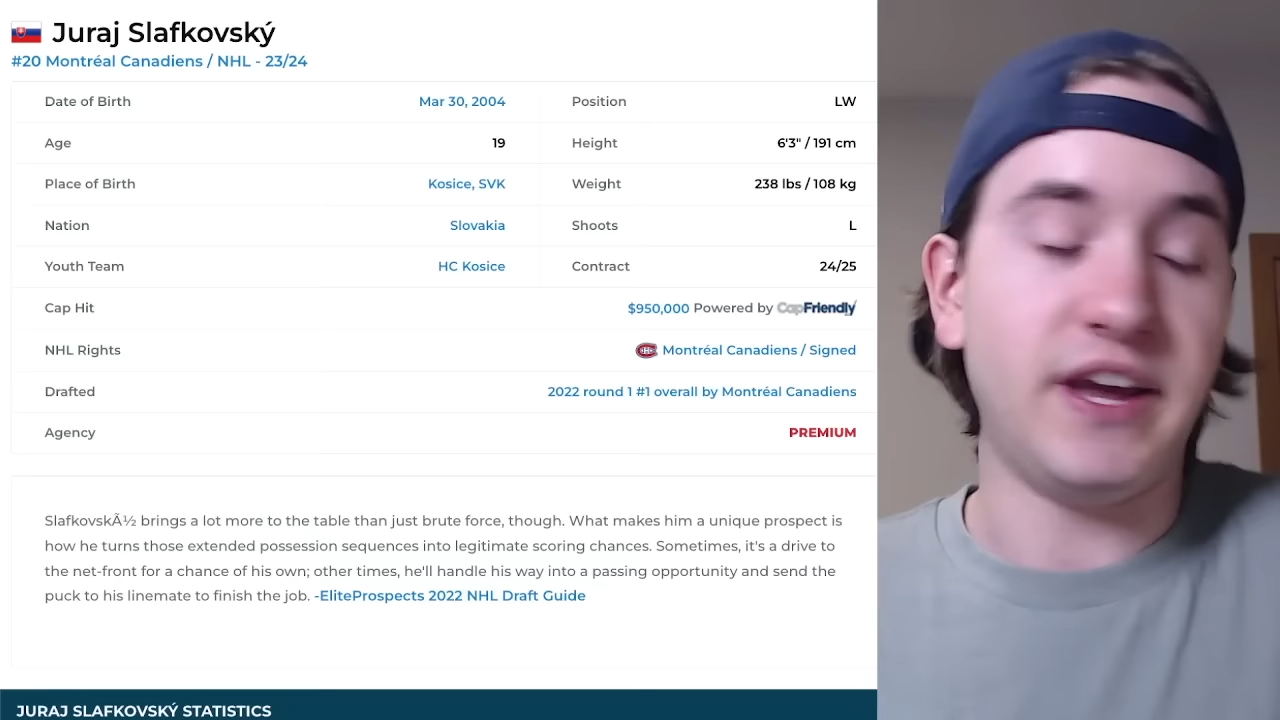 Juraj Slafkovský
#20 Montréal Canadiens / NHL - 23/24
Date of Birth Mar 30, 2004 Position LW
Age 19 Height 6'3" / 191 cm
Place of Birth Kosice, SVK Weight 238 lbs / 108 kg
Nation Slovakia Shoots L
Youth Team HC Kosice Contract 24/25
Cap Hit $950,000 Powered by CapFriendly
NHL Rights Montréal Canadiens / Signed
Drafted 2022 round 1 #1 overall by Montréal Canadiens
Agency PREMIUM
SlafkovskÃ½ brings a lot more to the table than just brute force, though. What makes him a unique prospect is
how he turns those extended possession sequences into legitimate scoring chances. Sometimes, it's a drive to
the net-front for a chance of his own; other times, he'll handle his way into a passing opportunity and send the
puck to his linemate to finish the job. -EliteProspects 2022 NHL Draft Guide
JURAJ SLAFKOVSKÝ STATISTICS